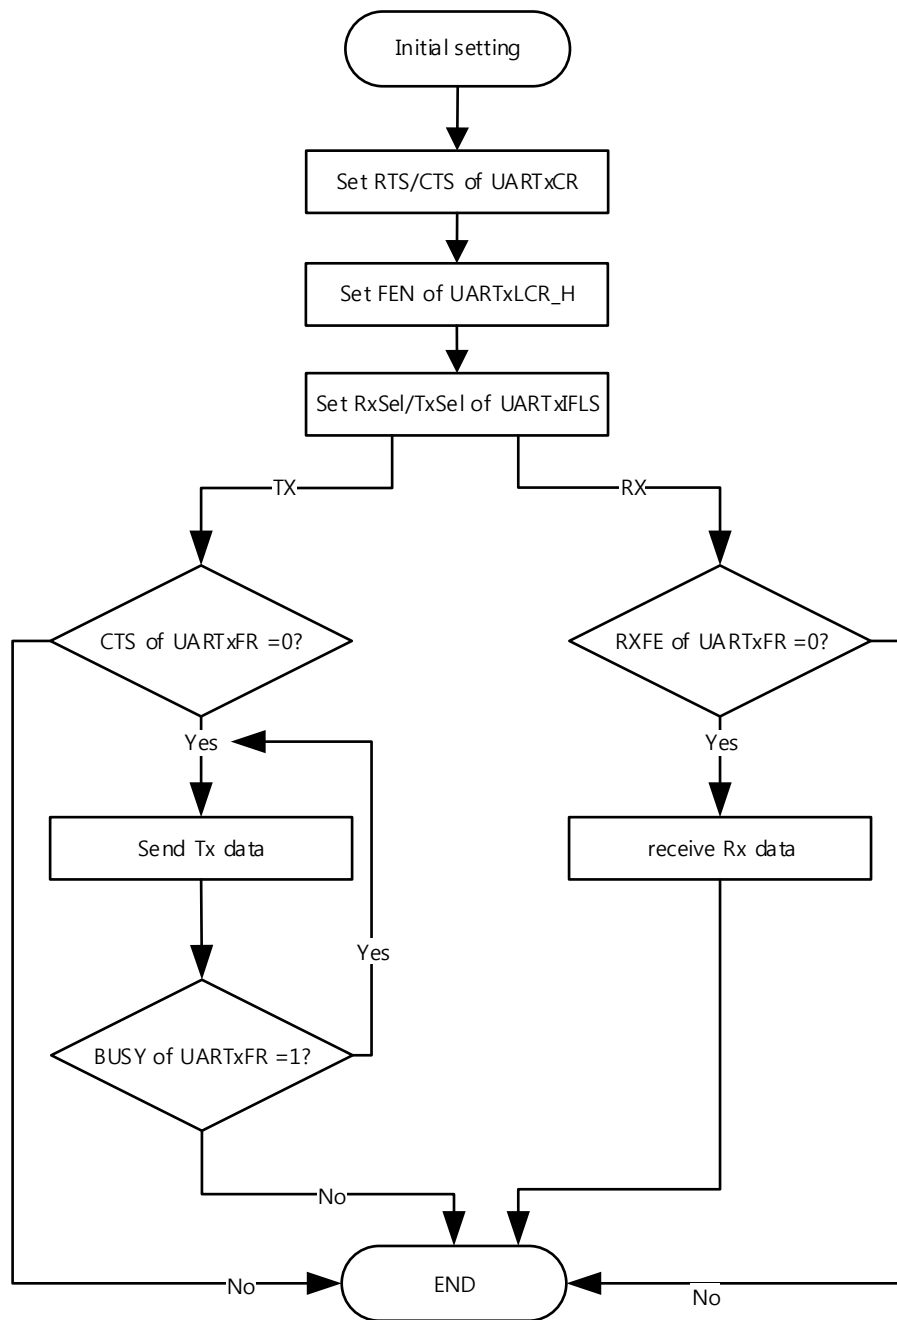 Initial setting
Set RTS/CTS of UARTxCR
Set FEN of UARTxLCR_H
Set RxSel/TxSel of UARTxIFLS
TX
RX
CTS of UARTxFR =0?
RXFE of UARTxFR =0?
Yes
Yes
Send Tx data
receive Rx data
Yes
BUSY of UARTxFR =1?
No
END
No
No